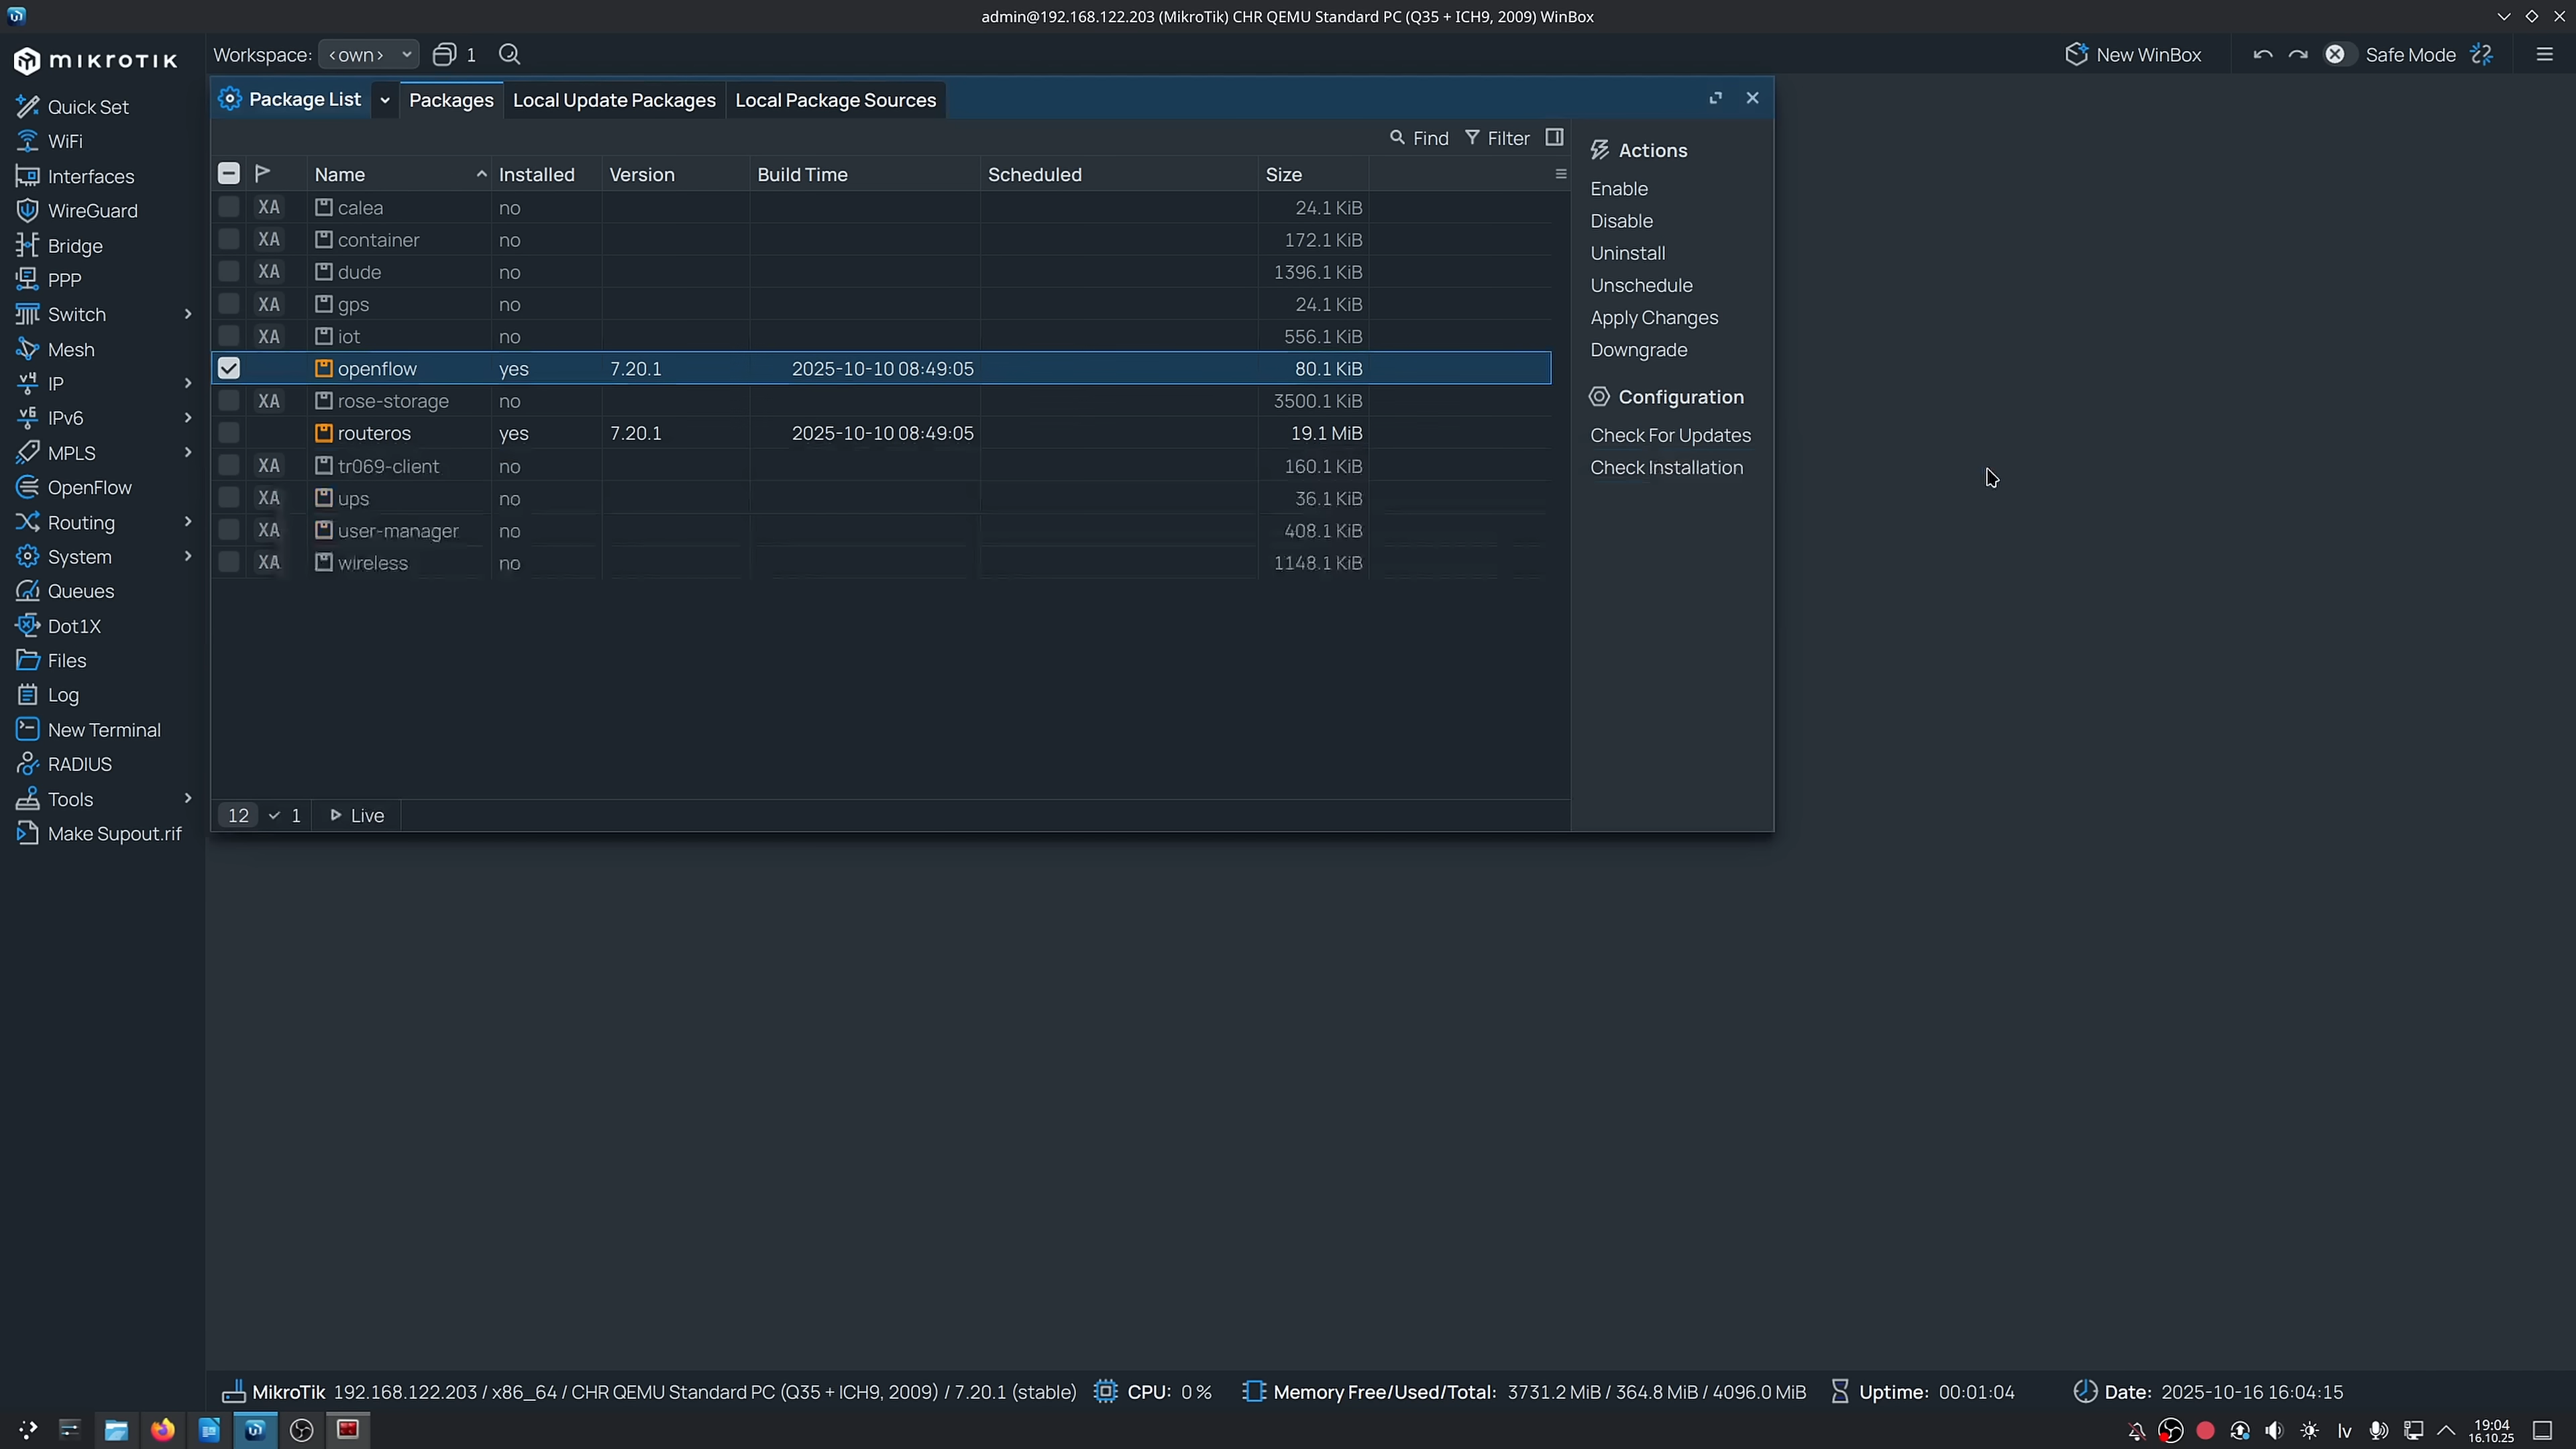 admin@192.168.122.203 (MikroTik) CHR QEMU Standard PC (Q35 + ICH9, 2009) WinBox
MIKROTIK
Workspace: <own> 1
New WinBox Safe Mode
Quick Set
WiFi
Interfaces
WireGuard
Bridge
PPP
Switch
Mesh
IP
IPv6
MPLS
OpenFlow
Routing
System
Queues
Dot1X
Files
Log
New Terminal
RADIUS
Tools
Make Supout.rif
Package List Packages Local Update Packages Local Package Sources
Find Filter
Name Installed Version Build Time Scheduled Size
XA calea no 24.1 KiB
XA container no 172.1 KiB
XA dude no 1396.1 KiB
XA gps no 24.1 KiB
XA iot no 556.1 KiB
openflow yes 7.20.1 2025-10-10 08:49:05 80.1 KiB
XA rose-storage no 3500.1 KiB
routeros yes 7.20.1 2025-10-10 08:49:05 19.1 MiB
XA tr069-client no 160.1 KiB
XA ups no 36.1 KiB
XA user-manager no 408.1 KiB
XA wireless no 1148.1 KiB
12 1 Live
Actions
Enable
Disable
Uninstall
Unschedule
Apply Changes
Downgrade
Configuration
Check For Updates
Check Installation
MikroTik 192.168.122.203 / x86_64 / CHR QEMU Standard PC (Q35 + ICH9, 2009) / 7.20.1 (stable) CPU: 0 % Memory Free/Used/Total: 3731.2 MiB / 364.8 MiB / 4096.0 MiB Uptime: 00:01:04 Date: 2025-10-16 16:04:15
lv
19:04
16.10.25